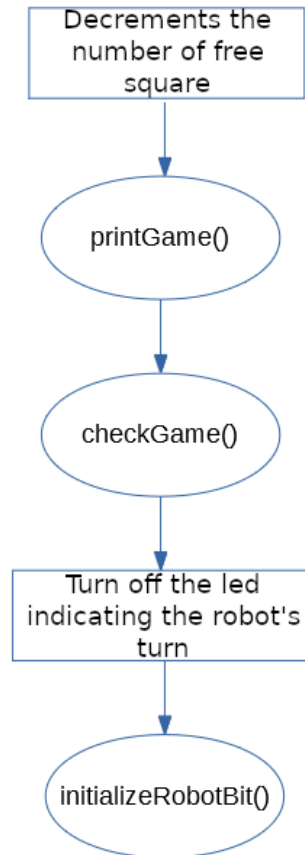 Decrements the
number of free
square
printGame()
checkGame()
Turn off the led
indicating the robot's
turn
initializeRobotBit()